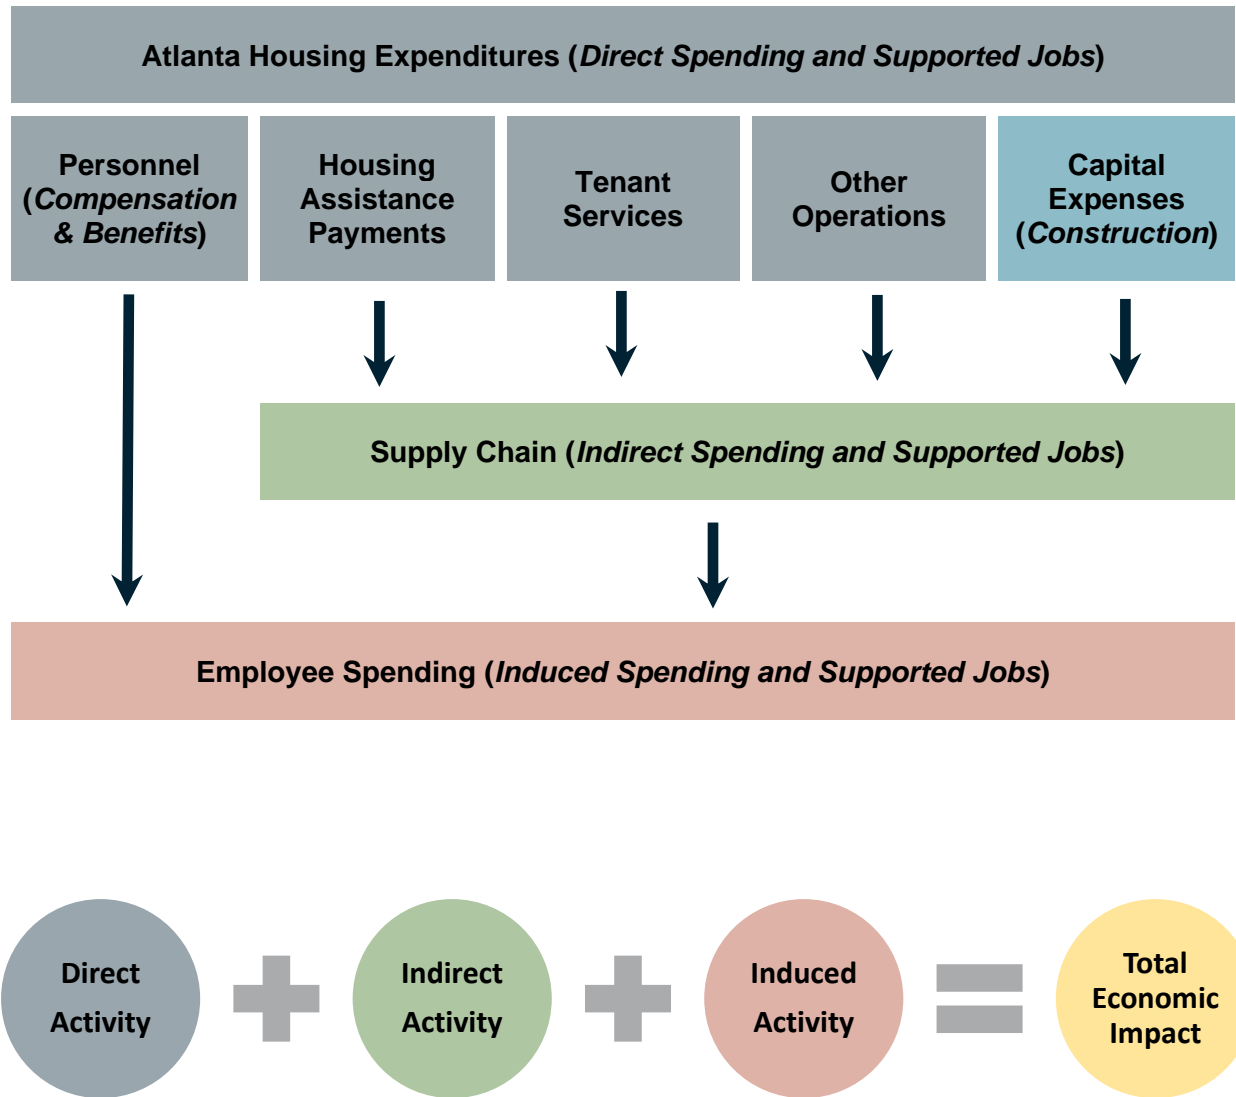 Atlanta Housing Expenditures (Direct Spending and Supported Jobs)
Personnel
(Compensation
& Benefits)
Housing
Assistance
Payments
Tenant
Services
Other
Operations
Capital
Expenses
(Construction)
Supply Chain (Indirect Spending and Supported Jobs)
Employee Spending (Induced Spending and Supported Jobs)
Direct
Activity
Indirect
Activity
Induced
Activity
Total
Economic
Impact